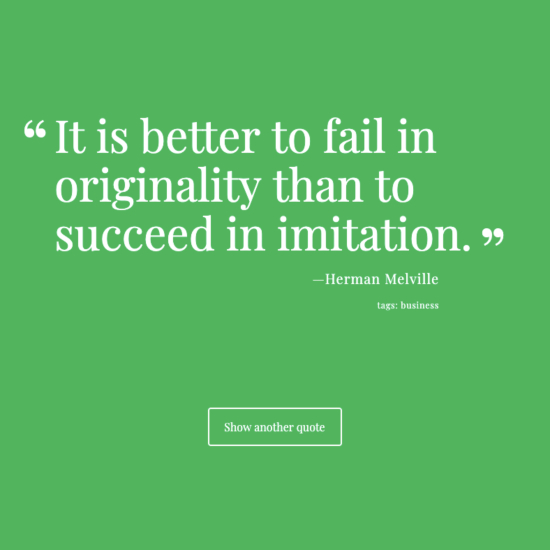 “ It is better to fail in
originality than to
succeed in imitation. ”
—Herman Melville
tags: business
Show another quote